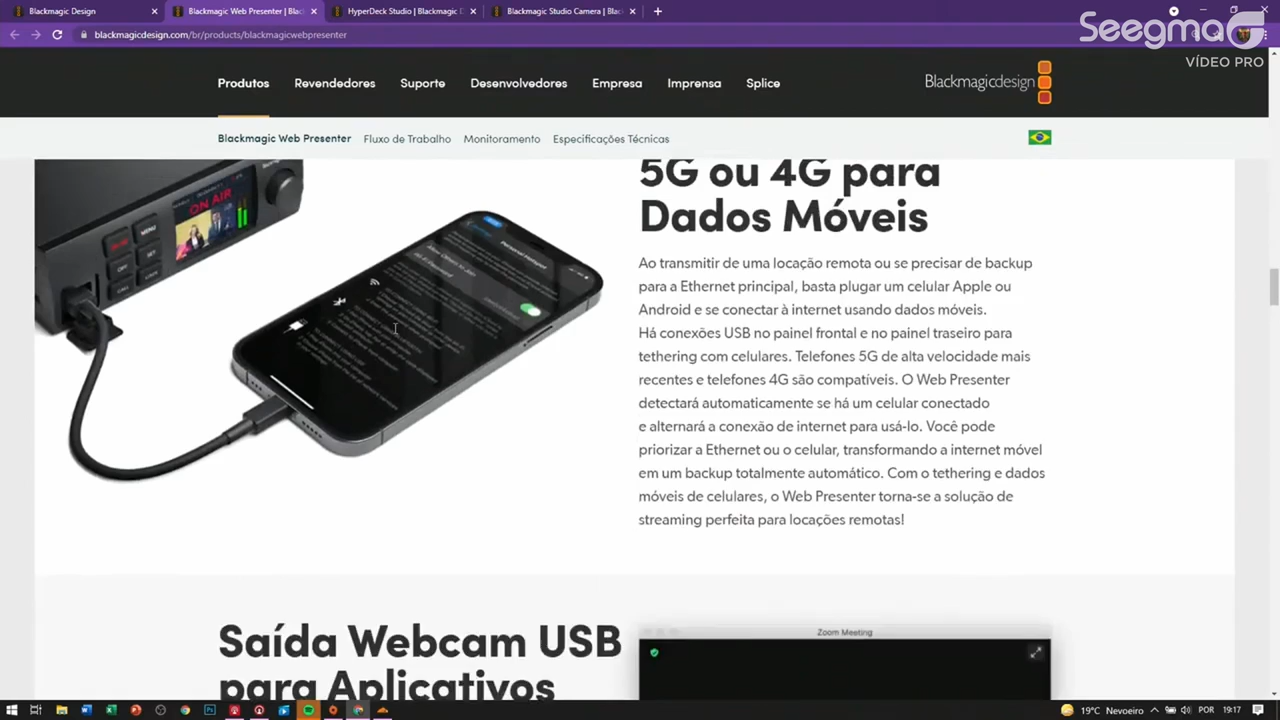 Blackmagic Design
Blackmagic Web Presenter | Blac
HyperDeck Studio | Blackmagic D
Blackmagic Studio Camera | Blac
blackmagicdesign.com/br/products/blackmagicwebpresenter
Seegma
VÍDEO PRO
Produtos
Revendedores
Suporte
Desenvolvedores
Empresa
Imprensa
Splice
Blackmagicdesign
Blackmagic Web Presenter
Fluxo de Trabalho
Monitoramento
Especificações Técnicas
ON AIR
MENU
Personal Hotspot
5G ou 4G para
Dados Móveis
Ao transmitir de uma locação remota ou se precisar de backup
para a Ethernet principal, basta plugar um celular Apple ou
Android e se conectar à internet usando dados móveis.
Há conexões USB no painel frontal e no painel traseiro para
tethering com celulares. Telefones 5G de alta velocidade mais
recentes e telefones 4G são compatíveis. O Web Presenter
detectará automaticamente se há um celular conectado
e alternará a conexão de internet para usá-lo. Você pode
priorizar a Ethernet ou o celular, transformando a internet móvel
em um backup totalmente automático. Com o tethering e dados
móveis de celulares, o Web Presenter torna-se a solução de
streaming perfeita para locações remotas!
Saída Webcam USB
para Aplicativos
Zoom Meeting
19°C Nevoeiro
POR
19:17